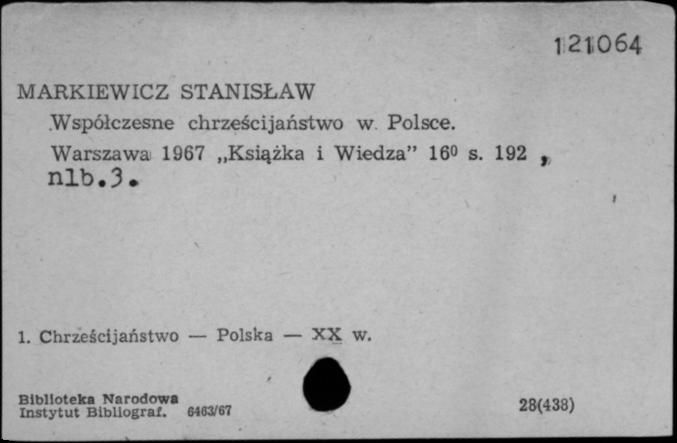 121064
MARKIEWICZ STANISŁAW
Współczesne chrześcijaństwo w Polsce.
Warszawa 1967 „Książka i Wiedza” 16⁰ s. 192 ,
nlb.3.
1. Chrześcijaństwo — Polska — XX w.
Biblioteka Narodowa
Instytut Bibliograf. 6463/67
28(438)